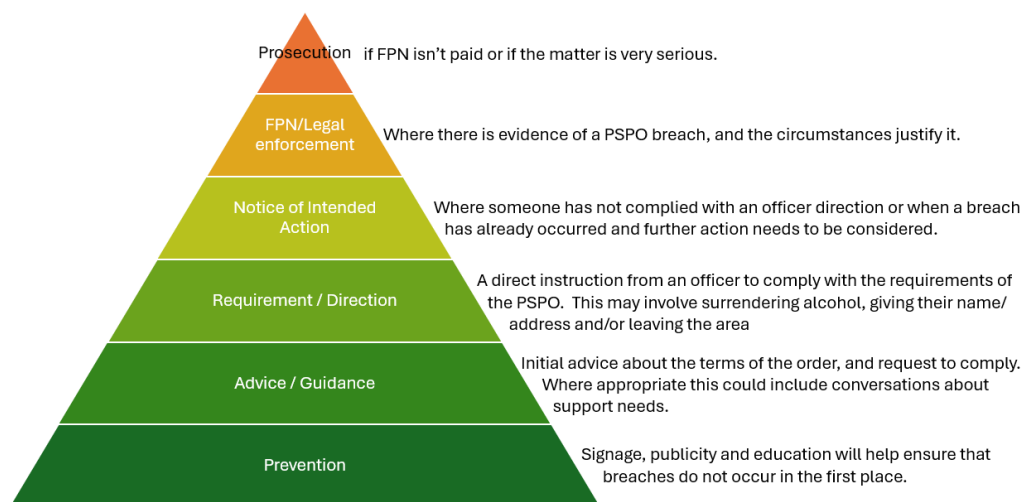 Prosecution
if FPN isn’t paid or if the matter is very serious.
FPN/Legal
enforcement
Where there is evidence of a PSPO breach, and the circumstances justify it.
Notice of Intended
Action
Where someone has not complied with an officer direction or when a breach
has already occurred and further action needs to be considered.
Requirement / Direction
A direct instruction from an officer to comply with the requirements of
the PSPO.  This may involve surrendering alcohol, giving their name/
address and/or leaving the area
Advice / Guidance
Initial advice about the terms of the order, and request to comply.
Where appropriate this could include conversations about
support needs.
Prevention
Signage, publicity and education will help ensure that
breaches do not occur in the first place.